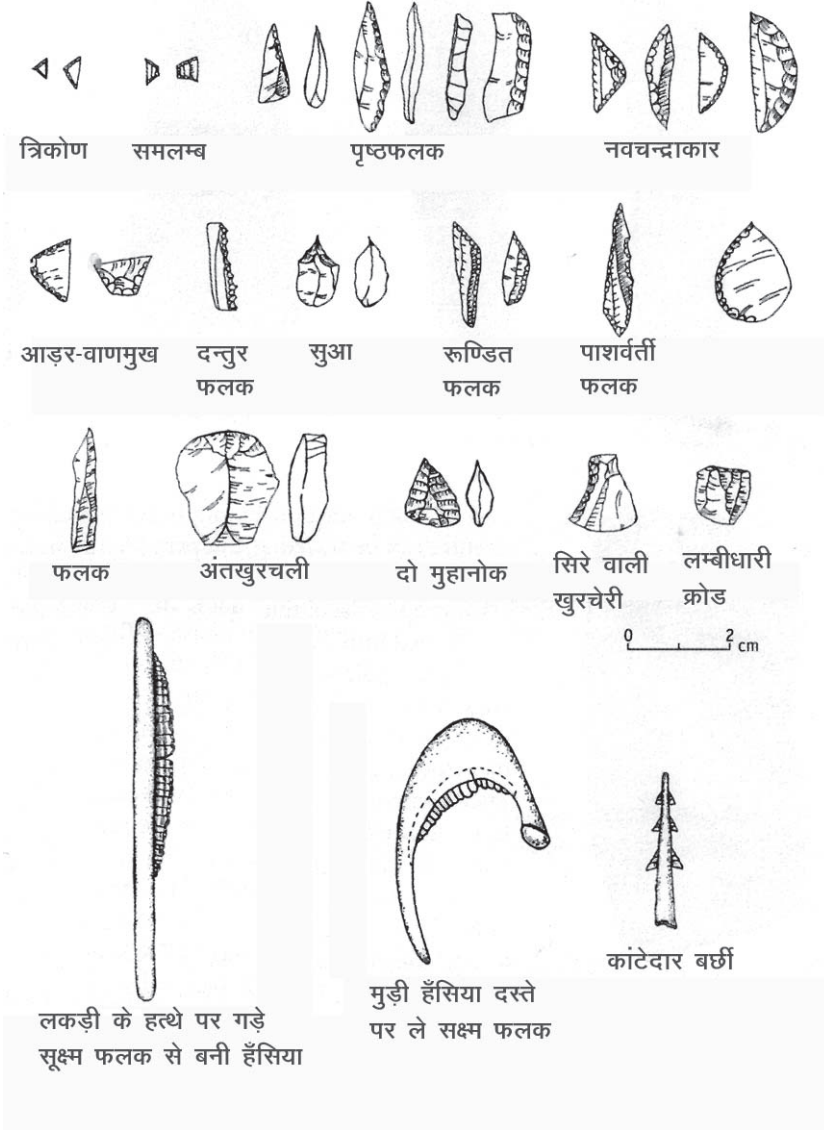 त्रिकोण समलम्ब पृष्ठफलक नवचन्द्राकार
आड़र-वाणमुख दन्तुर सुआ रूण्डित पाशर्वर्ती
फलक फलक फलक
फलक अंतखुरचली दो मुहानोक सिरे वाली लम्बीधारी
खुरचेरी क्रोड
0 2 cm
कांटेदार बर्छी
मुड़ी हँसिया दस्ते
पर ले सक्ष्म फलक
लकड़ी के हत्थे पर गड़े
सूक्ष्म फलक से बनी हँसिया